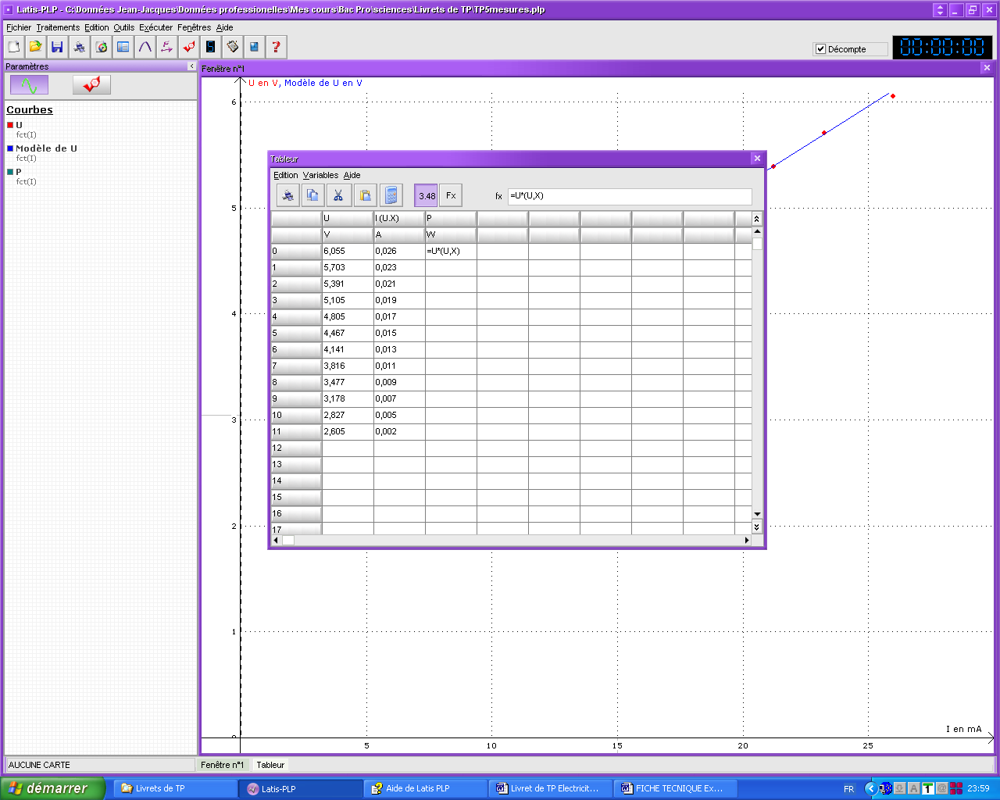 Latis-PLP - C:\Données Jean-Jacques\Données professionelles\Mes cours\Bac Pro\sciences\Livrets de TP\TP5mesures.plp
Fichier Traitements Edition Outils Exécuter Fenêtres Aide
Décompte
00:00:00
Paramètres
Fenêtre n°1
U en V, Modèle de U en V
Courbes
U
fct(I)
Modèle de U
fct(I)
P
fct(I)
6
5
4
3
2
1
0
Tableur
Edition Variables Aide
3.48 Fx fx =U*(U,X)
U I (U.X) P
V A W
0 6,055 0,026 =U*(U,X)
1 5,703 0,023
2 5,391 0,021
3 5,105 0,019
4 4,805 0,017
5 4,467 0,015
6 4,141 0,013
7 3,816 0,011
8 3,477 0,009
9 3,178 0,007
10 2,827 0,005
11 2,605 0,002
12
13
14
15
16
17
I en mA
5 10 15 20 25
AUCUNE CARTE
Fenêtre n°1 Tableur
démarrer
Livrets de TP
Latis-PLP
Aide de Latis PLP
Livret de TP Electricit...
FICHE TECHNIQUE Ex...
FR
23:59